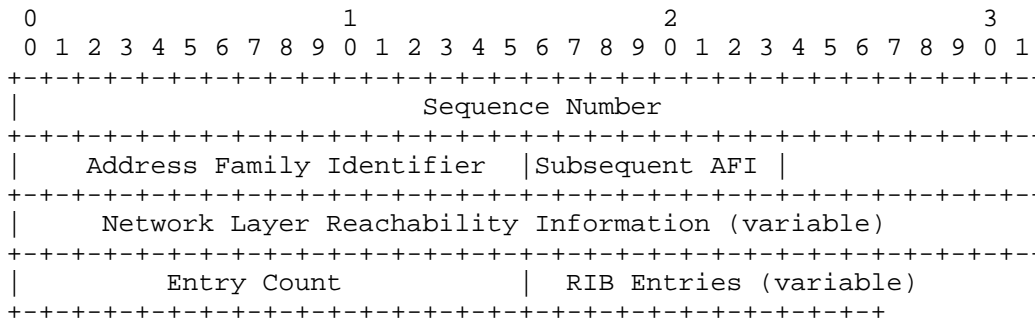 0                   1                   2                   3
0 1 2 3 4 5 6 7 8 9 0 1 2 3 4 5 6 7 8 9 0 1 2 3 4 5 6 7 8 9 0 1
+-+-+-+-+-+-+-+-+-+-+-+-+-+-+-+-+-+-+-+-+-+-+-+-+-+-+-+-+-+-+-+-
|                         Sequence Number
+-+-+-+-+-+-+-+-+-+-+-+-+-+-+-+-+-+-+-+-+-+-+-+-+-+-+-+-+-+-+-+-
|    Address Family Identifier  |Subsequent AFI |
+-+-+-+-+-+-+-+-+-+-+-+-+-+-+-+-+-+-+-+-+-+-+-+-+-+-+-+-+-+-+-+-
|     Network Layer Reachability Information (variable)
+-+-+-+-+-+-+-+-+-+-+-+-+-+-+-+-+-+-+-+-+-+-+-+-+-+-+-+-+-+-+-+-
|         Entry Count           |  RIB Entries (variable)
+-+-+-+-+-+-+-+-+-+-+-+-+-+-+-+-+-+-+-+-+-+-+-+-+-+-+-+